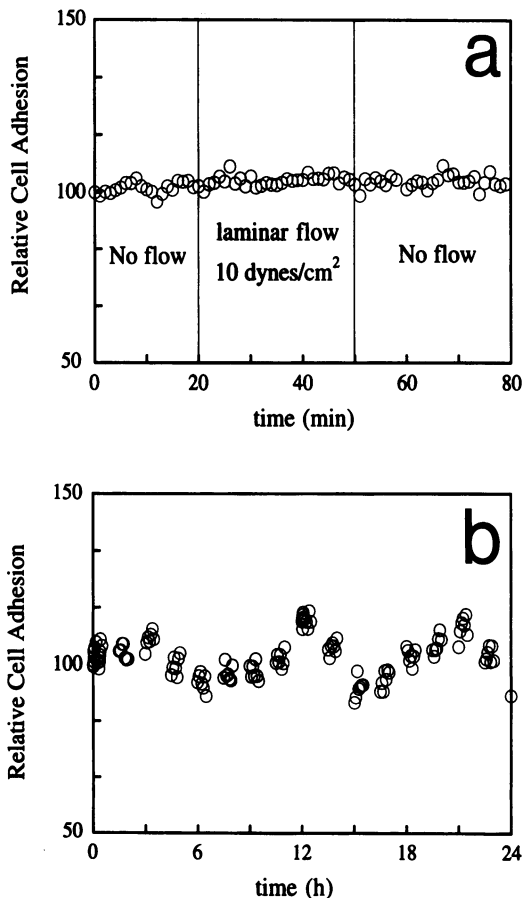 a
150
100
50
Relative Cell Adhesion
No flow
laminar flow
10 dynes/cm²
No flow
0 20 40 60 80
time (min)
b
150
100
50
Relative Cell Adhesion
0 6 12 18 24
time (h)